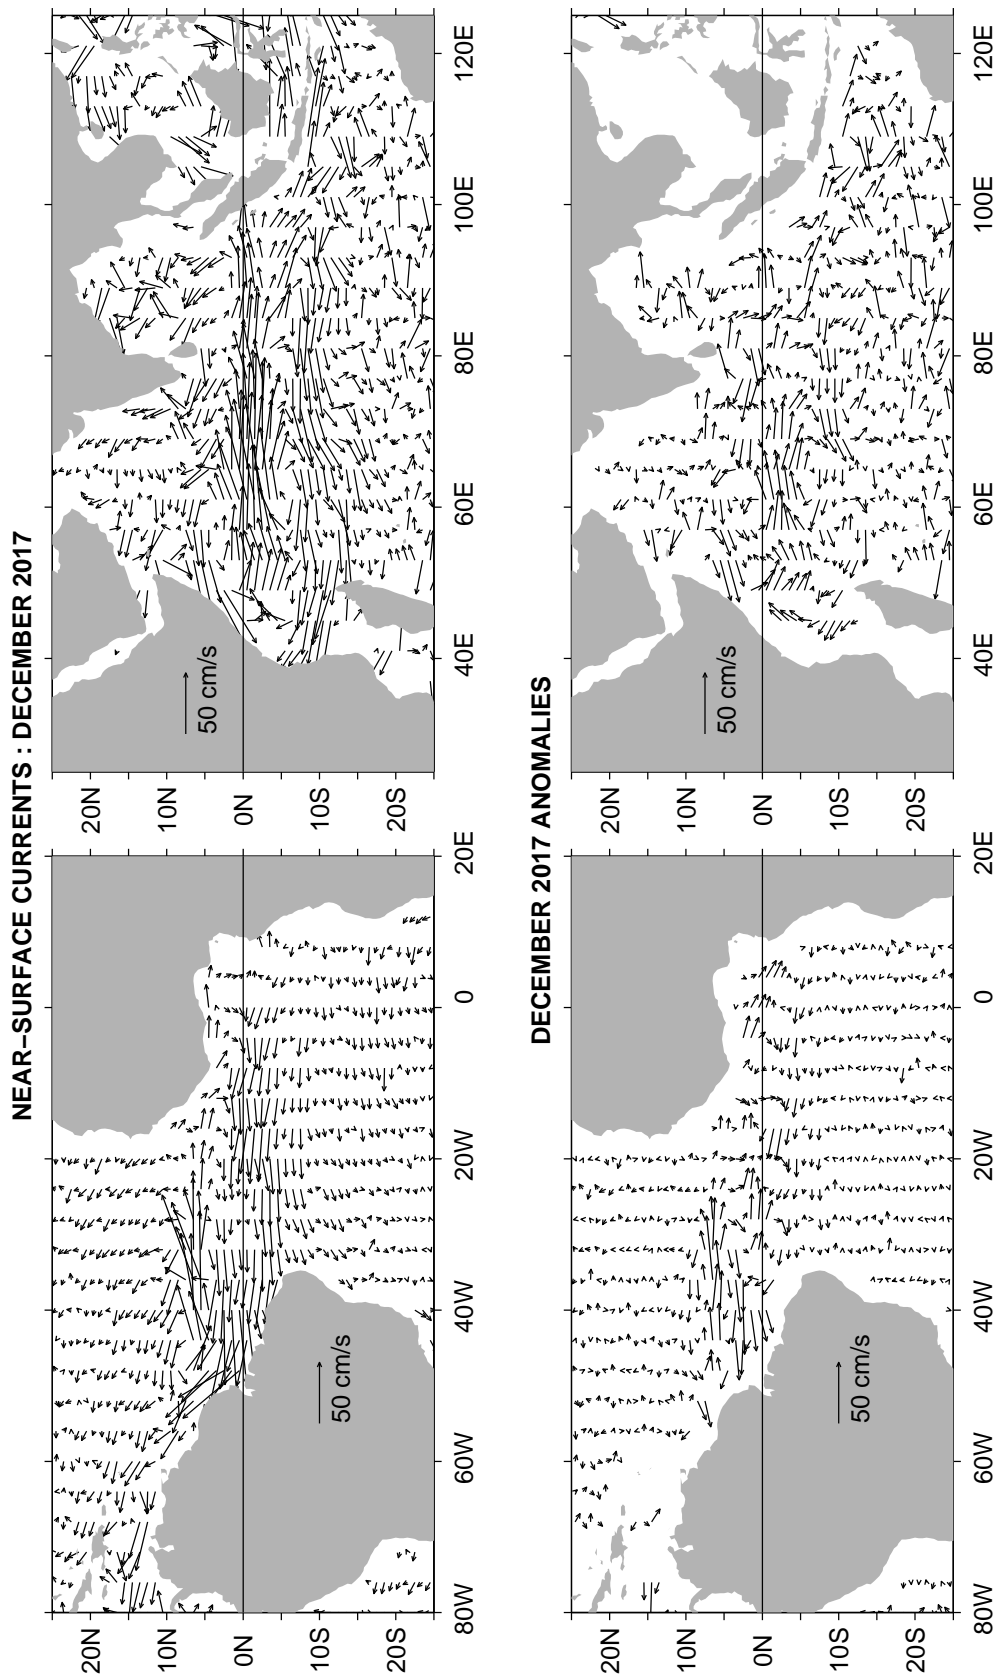 NEAR–SURFACE CURRENTS : DECEMBER 2017
20N 20N
10N 10N
50 cm/s
0N 0N
10S 10S
50 cm/s
20S 20S
80W 60W 40W 20W 0 20E 40E 60E 80E 100E 120E
DECEMBER 2017 ANOMALIES
20N 20N
10N 10N
50 cm/s
0N 0N
10S 10S
50 cm/s
20S 20S
80W 60W 40W 20W 0 20E 40E 60E 80E 100E 120E